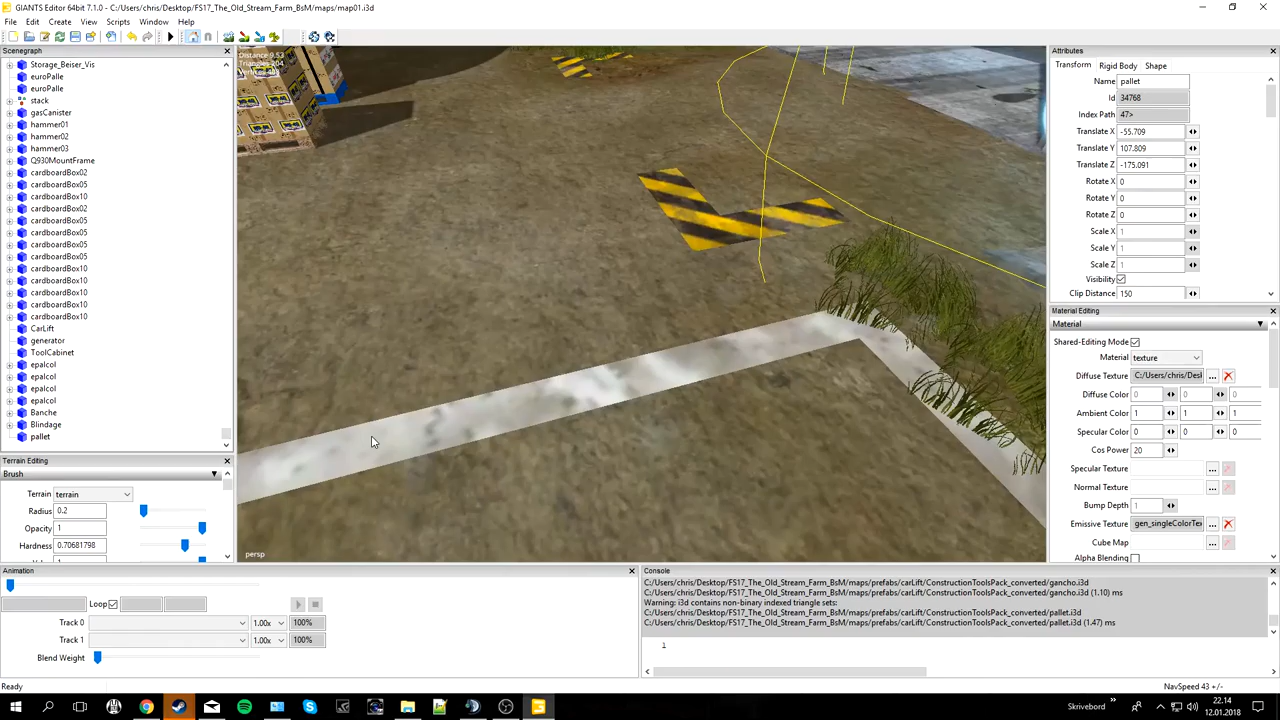 GIANTS Editor 64bit 7.1.0 - C:/Users/chris/Desktop/FS17_The_Old_Stream_Farm_BsM/maps/map01.i3d
File Edit Create View Scripts Window Help
Scenegraph
Storage_Beiser_Vis
euroPalle
euroPalle
stack
gasCanister
hammer01
hammer02
hammer03
Q930MountFrame
cardboardBox02
cardboardBox05
cardboardBox10
cardboardBox02
cardboardBox05
cardboardBox05
cardboardBox05
cardboardBox05
cardboardBox10
cardboardBox10
cardboardBox10
cardboardBox10
cardboardBox10
CarLift
generator
ToolCabinet
epalcol
epalcol
epalcol
epalcol
Banche
Blindage
pallet
Terrain Editing
Brush
Terrain terrain
Radius 0.2
Opacity 1
Hardness 0.70681798
Distance 9.53
Triangles 204
persp
Attributes
Transform Rigid Body Shape
Name pallet
Id 34768
Index Path 47>
Translate X -55.709
Translate Y 107.809
Translate Z -175.091
Rotate X 0
Rotate Y 0
Rotate Z 0
Scale X 1
Scale Y 1
Scale Z 1
Visibility
Clip Distance 150
Material Editing
Material
Shared-Editing Mode
Material texture
Diffuse Texture C:/Users/chris/Desl ...
Diffuse Color 0 0 0
Ambient Color 1 1 1
Specular Color 0 0 0
Cos Power 20
Specular Texture ...
Normal Texture ...
Bump Depth 1
Emissive Texture gen_singleColorTex ...
Cube Map ...
Alpha Blending
Animation
Loop
Track 0 1.00x 100%
Track 1 1.00x 100%
Blend Weight
Console
C:/Users/chris/Desktop/FS17_The_Old_Stream_Farm_BsM/maps/prefabs/carLift/ConstructionToolsPack_converted/gancho.i3d
C:/Users/chris/Desktop/FS17_The_Old_Stream_Farm_BsM/maps/prefabs/carLift/ConstructionToolsPack_converted/gancho.i3d (1.10) ms
Warning: i3d contains non-binary indexed triangle sets:
C:/Users/chris/Desktop/FS17_The_Old_Stream_Farm_BsM/maps/prefabs/carLift/ConstructionToolsPack_converted/pallet.i3d
C:/Users/chris/Desktop/FS17_The_Old_Stream_Farm_BsM/maps/prefabs/carLift/ConstructionToolsPack_converted/pallet.i3d (1.47) ms
1
Ready
NavSpeed 43 +/-
Skrivebord
22.14
12.01.2018